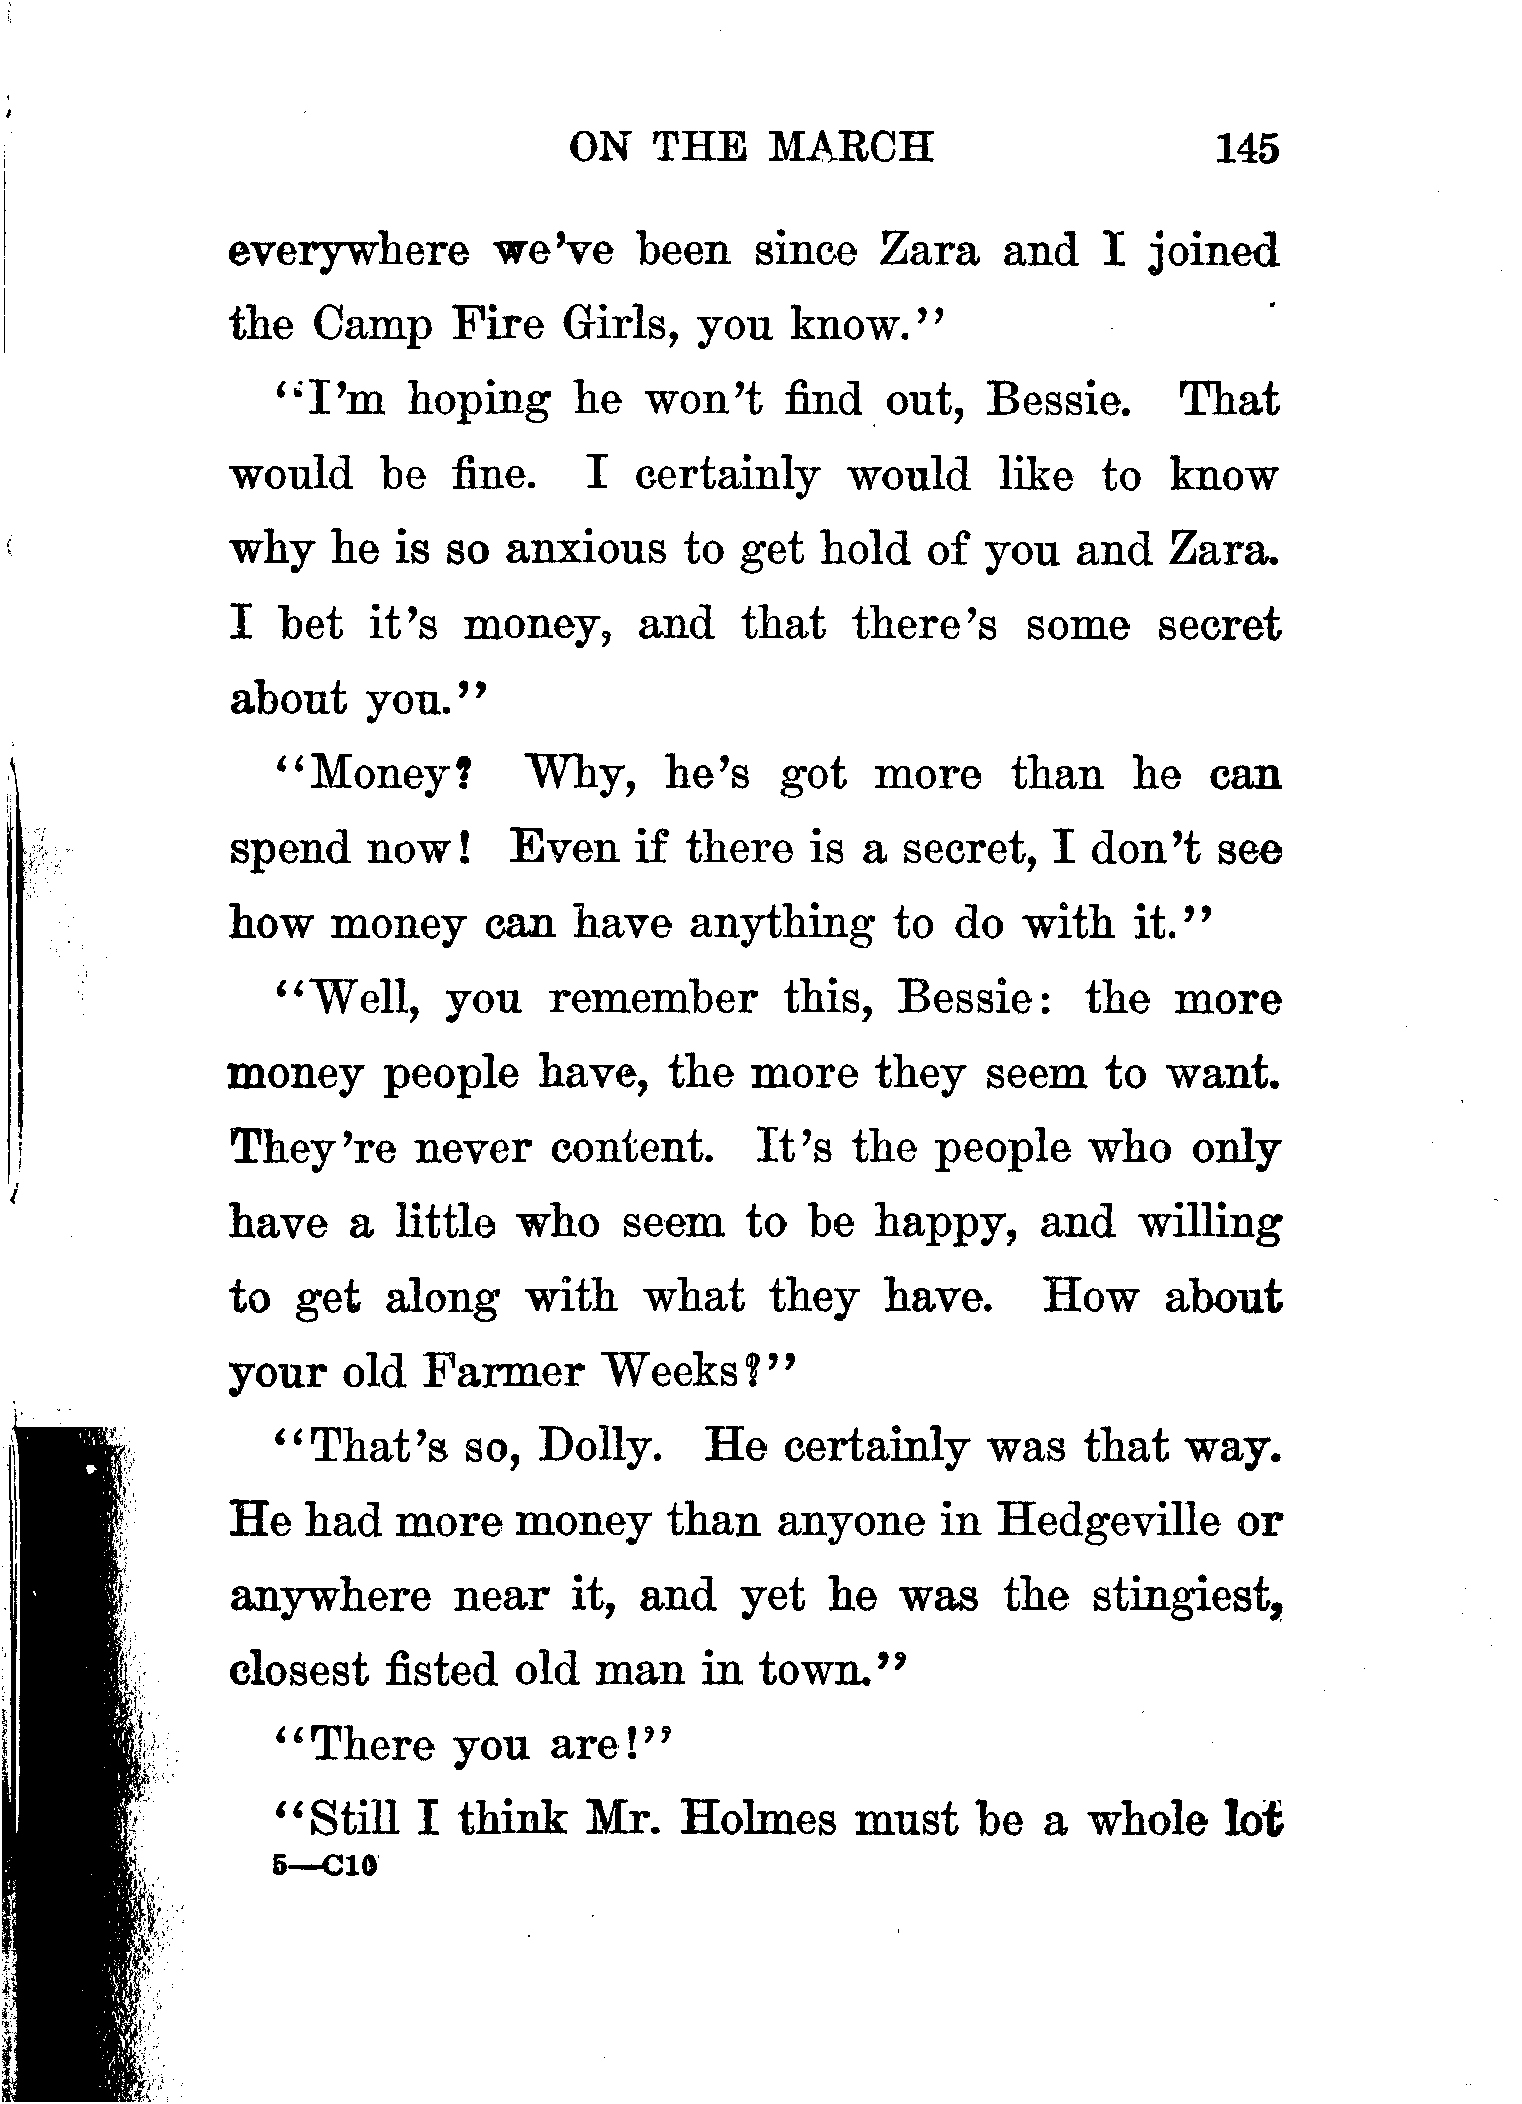 ON THE MARCH 145
everywhere we've been since Zara and I joined
the Camp Fire Girls, you know."
"I'm hoping he won't find out, Bessie. That
would be fine. I certainly would like to know
why he is so anxious to get hold of you and Zara.
I bet it's money, and that there's some secret
about you."
"Money? Why, he's got more than he can
spend now! Even if there is a secret, I don't see
how money can have anything to do with it."
"Well, you remember this, Bessie: the more
money people have, the more they seem to want.
They're never content. It's the people who only
have a little who seem to be happy, and willing
to get along with what they have. How about
your old Farmer Weeks?"
"That's so, Dolly. He certainly was that way.
He had more money than anyone in Hedgeville or
anywhere near it, and yet he was the stingiest,
closest fisted old man in town."
"There you are!"
"Still I think Mr. Holmes must be a whole lot
5—C10